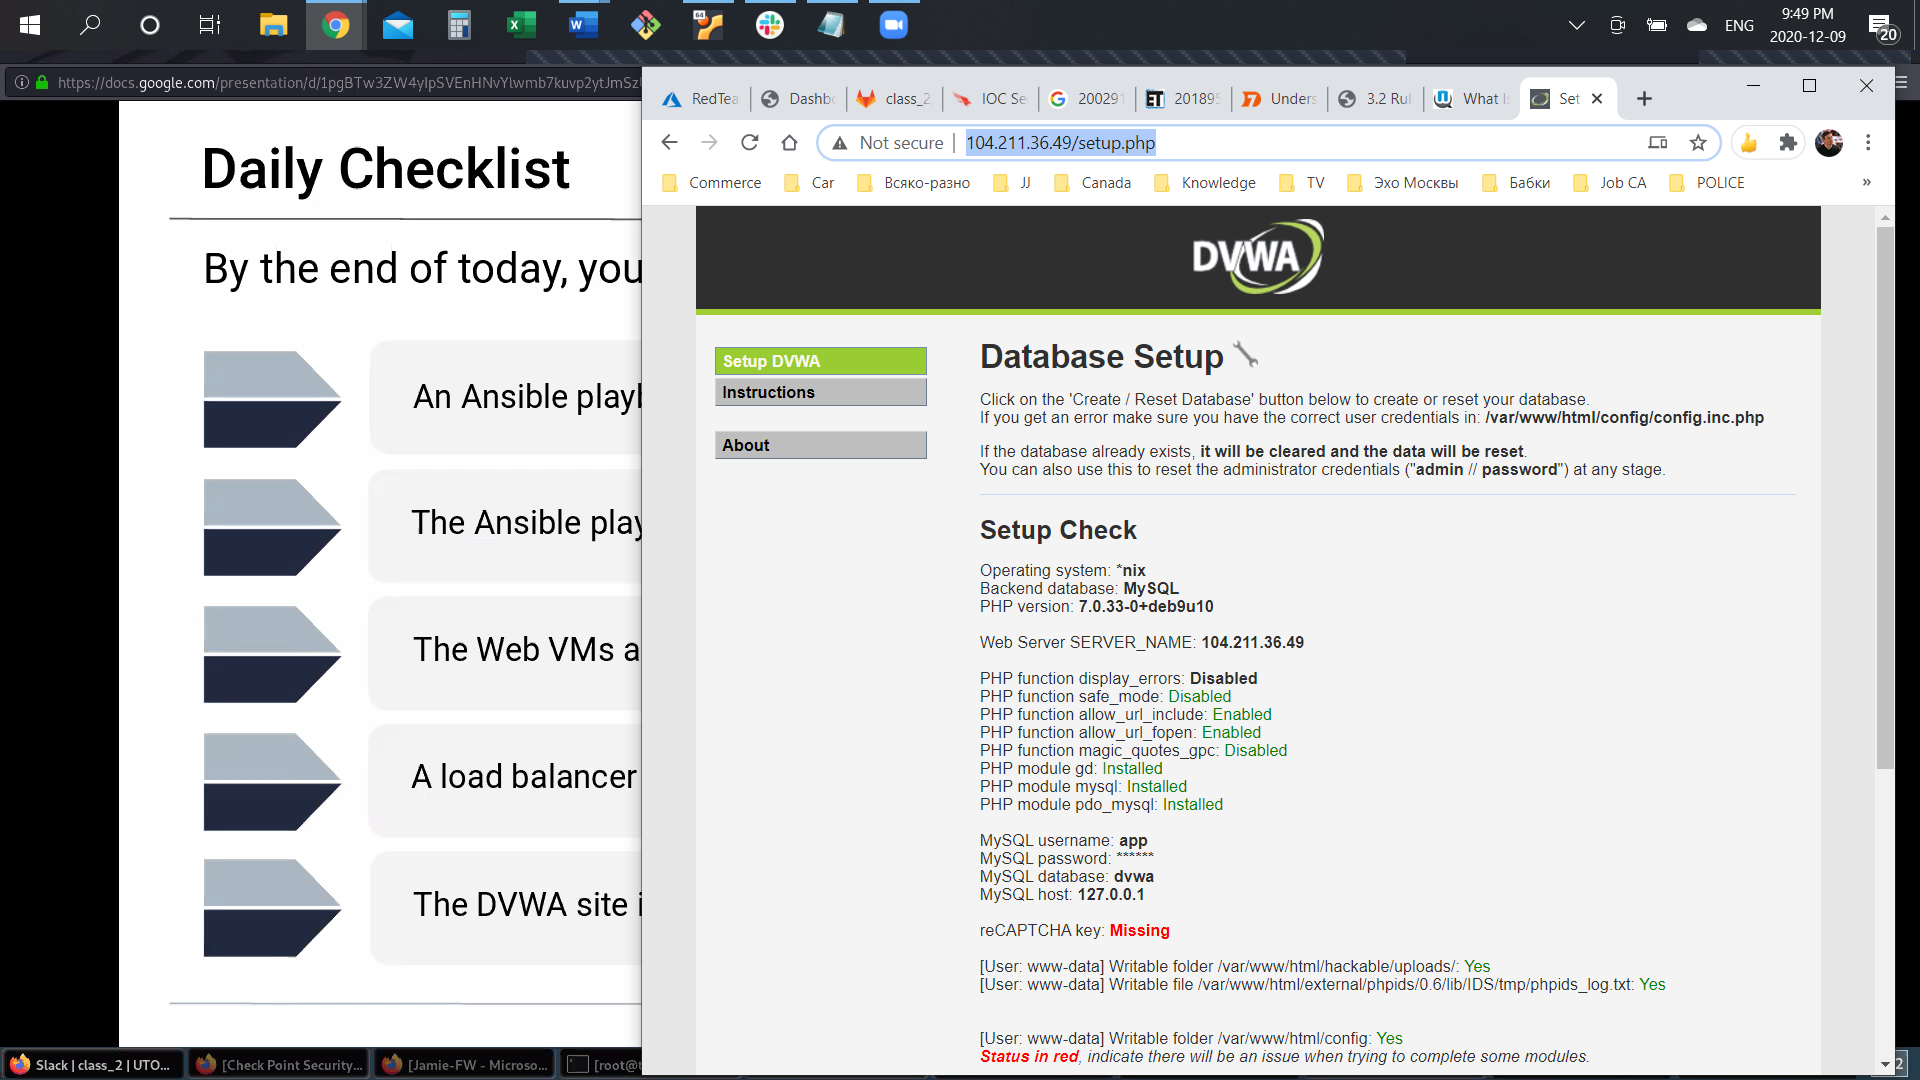 9:49 PM
ENG
2020-12-09
20
https://docs.google.com/presentation/d/1pgBTw3ZW4yIpSVEnHNvYlwmb7kuvp2ytJmSz
Daily Checklist
By the end of today, you
An Ansible playb
The Ansible play
The Web VMs a
A load balancer
The DVWA site i
RedTea
Dashbo
class_2
IOC Se
200291
ET
201895
Unders
3.2 Rul
What I
Set
Not secure
104.211.36.49/setup.php
Commerce
Car
Всяко-разно
JJ
Canada
Knowledge
TV
Эхо Москвы
Бабки
Job CA
POLICE
»
DVWA
Setup DVWA
Instructions
About
Database Setup
Click on the 'Create / Reset Database' button below to create or reset your database.
If you get an error make sure you have the correct user credentials in: /var/www/html/config/config.inc.php
If the database already exists, it will be cleared and the data will be reset.
You can also use this to reset the administrator credentials ("admin // password") at any stage.
Setup Check
Operating system: *nix
Backend database: MySQL
PHP version: 7.0.33-0+deb9u10
Web Server SERVER_NAME: 104.211.36.49
PHP function display_errors: Disabled
PHP function safe_mode: Disabled
PHP function allow_url_include: Enabled
PHP function allow_url_fopen: Enabled
PHP function magic_quotes_gpc: Disabled
PHP module gd: Installed
PHP module mysql: Installed
PHP module pdo_mysql: Installed
MySQL username: app
MySQL password: ******
MySQL database: dvwa
MySQL host: 127.0.0.1
reCAPTCHA key: Missing
[User: www-data] Writable folder /var/www/html/hackable/uploads/: Yes
[User: www-data] Writable file /var/www/html/external/phpids/0.6/lib/IDS/tmp/phpids_log.txt: Yes
[User: www-data] Writable folder /var/www/html/config: Yes
Status in red, indicate there will be an issue when trying to complete some modules.
Slack | class_2 | UTO...
[Check Point Security...
[Jamie-FW - Microso...
[root@t
2